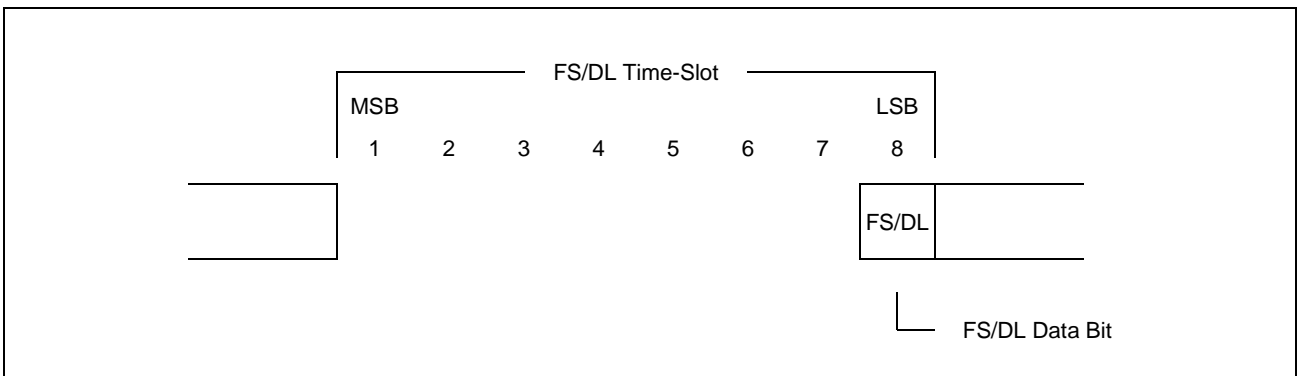 FS/DL Time-Slot
MSB LSB
1 2 3 4 5 6 7 8
FS/DL
FS/DL Data Bit